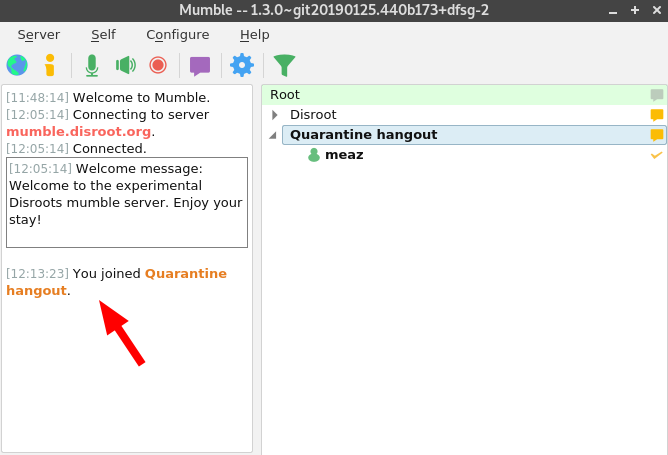 Mumble -- 1.3.0~git20190125.440b173+dfsg-2
Server Self Configure Help
[11:48:14] Welcome to Mumble.
[12:05:14] Connecting to server
mumble.disroot.org.
[12:05:14] Connected.
[12:05:14] Welcome message:
Welcome to the experimental
Disroots mumble server. Enjoy your
stay!
[12:13:23] You joined Quarantine
hangout.
Root
Disroot
Quarantine hangout
meaz